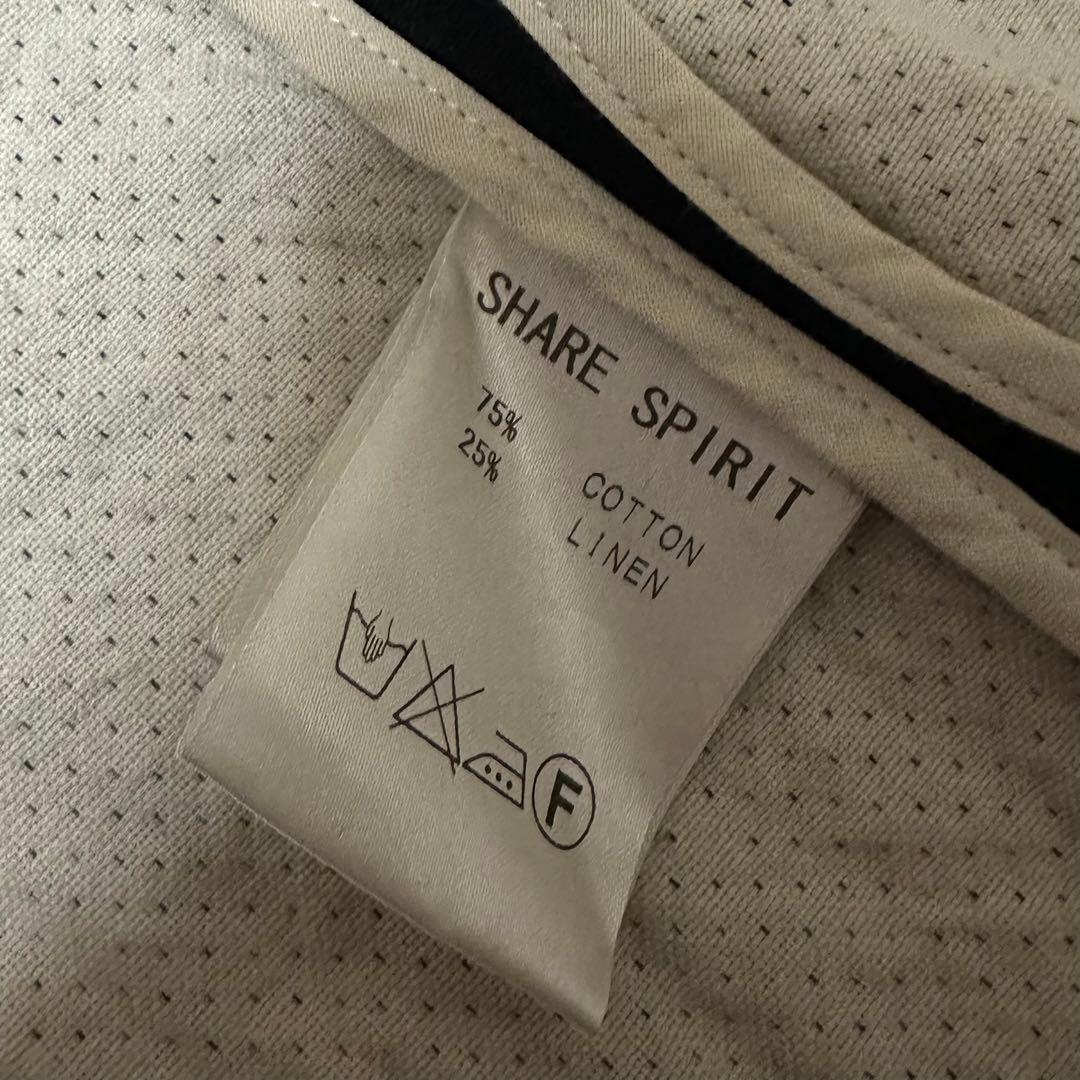 SHARE SPIRIT
75% COTTON
25% LINEN
F